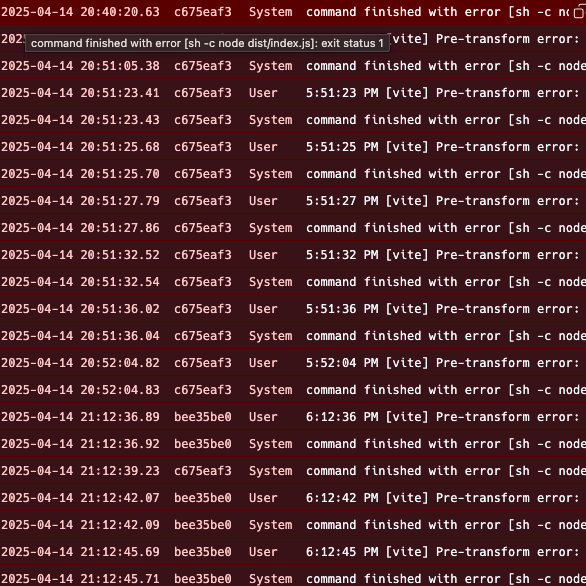 2025-04-14 20:40:20.63 c675eaf3 System command finished with error [sh -c no
202 [vite] Pre-transform error:
command finished with error [sh -c node dist/index.js]: exit status 1
2025-04-14 20:51:05.38 c675eaf3 System command finished with error [sh -c node
2025-04-14 20:51:23.41 c675eaf3 User 5:51:23 PM [vite] Pre-transform error:
2025-04-14 20:51:23.43 c675eaf3 System command finished with error [sh -c node
2025-04-14 20:51:25.68 c675eaf3 User 5:51:25 PM [vite] Pre-transform error:
2025-04-14 20:51:25.70 c675eaf3 System command finished with error [sh -c node
2025-04-14 20:51:27.79 c675eaf3 User 5:51:27 PM [vite] Pre-transform error:
2025-04-14 20:51:27.86 c675eaf3 System command finished with error [sh -c node
2025-04-14 20:51:32.52 c675eaf3 User 5:51:32 PM [vite] Pre-transform error:
2025-04-14 20:51:32.54 c675eaf3 System command finished with error [sh -c node
2025-04-14 20:51:36.02 c675eaf3 User 5:51:36 PM [vite] Pre-transform error:
2025-04-14 20:51:36.04 c675eaf3 System command finished with error [sh -c node
2025-04-14 20:52:04.82 c675eaf3 User 5:52:04 PM [vite] Pre-transform error:
2025-04-14 20:52:04.83 c675eaf3 System command finished with error [sh -c node
2025-04-14 21:12:36.89 bee35be0 User 6:12:36 PM [vite] Pre-transform error:
2025-04-14 21:12:36.92 bee35be0 System command finished with error [sh -c node
2025-04-14 21:12:39.23 c675eaf3 System command finished with error [sh -c node
2025-04-14 21:12:42.07 bee35be0 User 6:12:42 PM [vite] Pre-transform error:
2025-04-14 21:12:42.09 bee35be0 System command finished with error [sh -c node
2025-04-14 21:12:45.69 bee35be0 User 6:12:45 PM [vite] Pre-transform error:
2025-04-14 21:12:45.71 bee35be0 System command finished with error [sh -c node